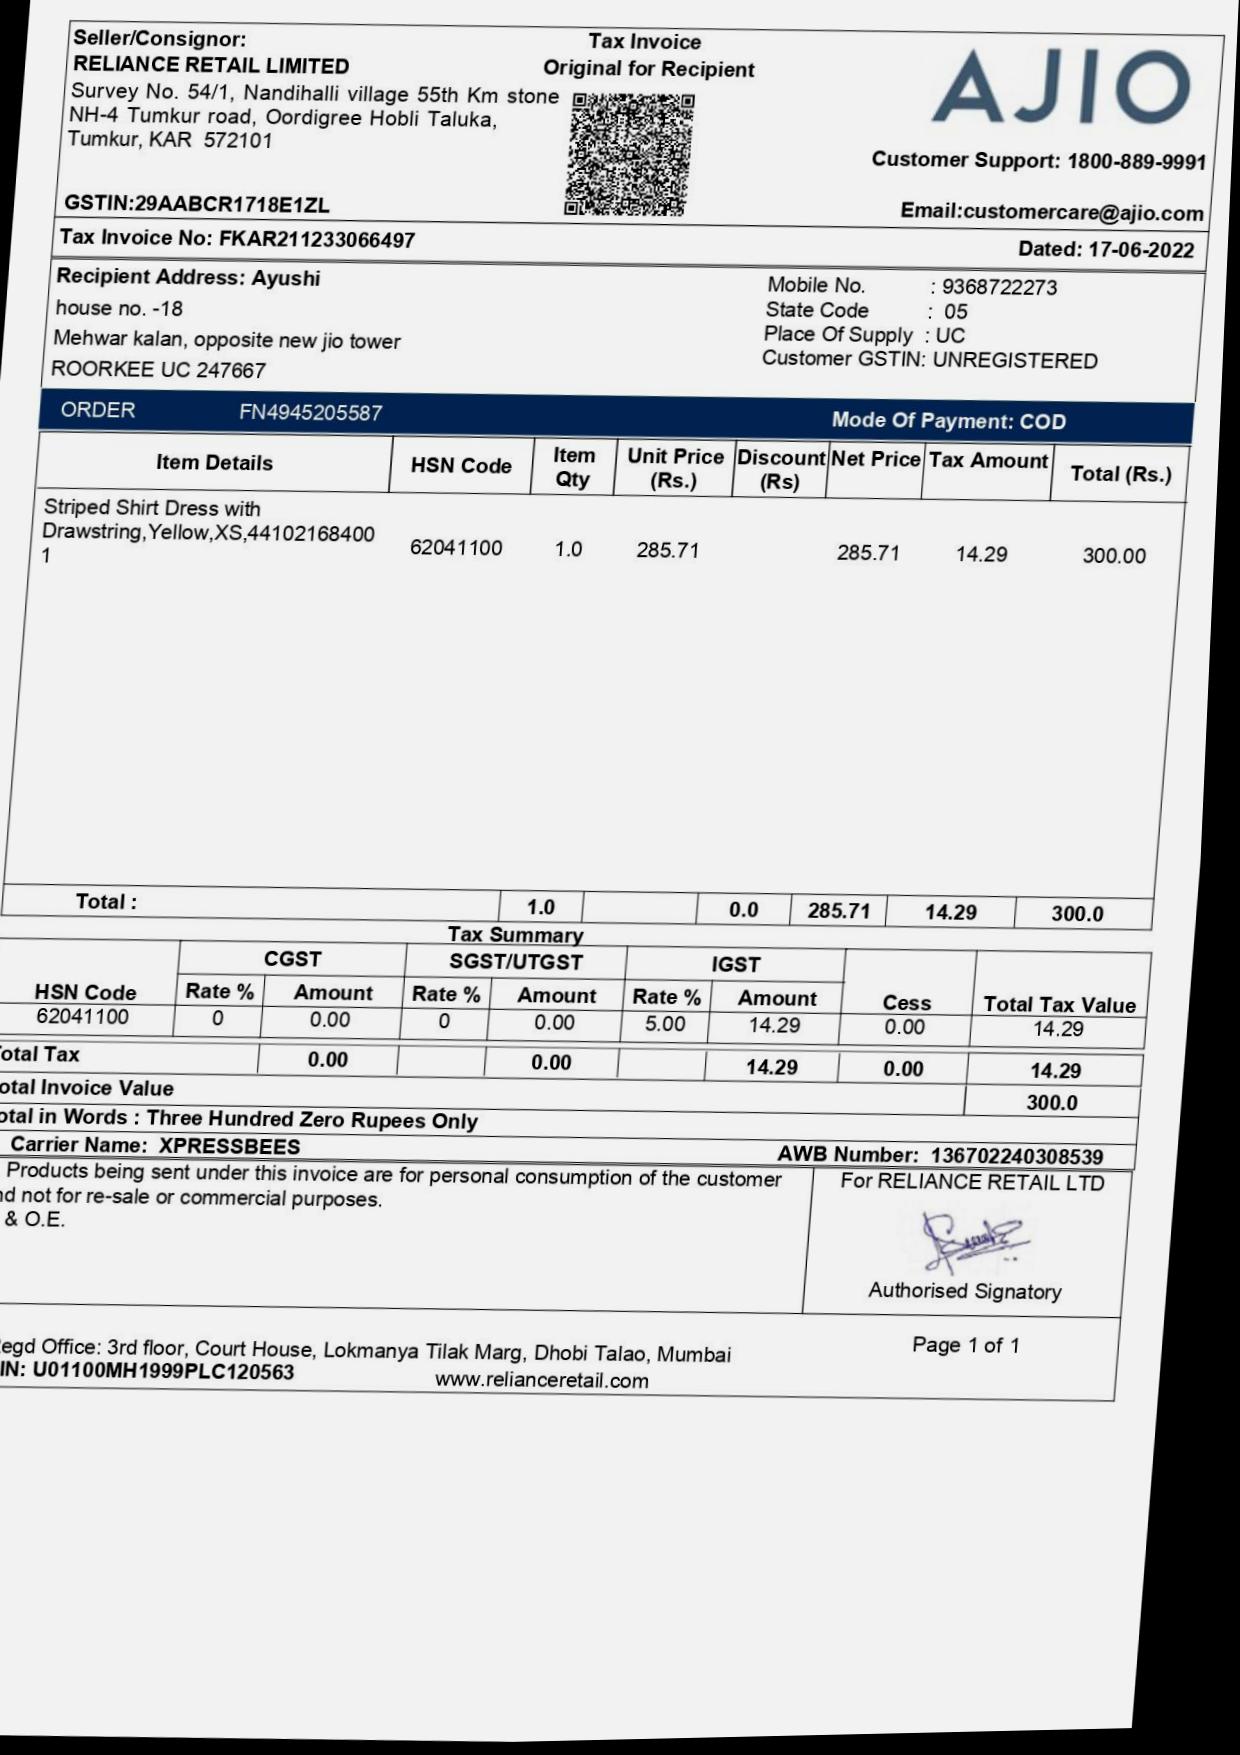 Seller/Consignor:
RELIANCE RETAIL LIMITED
Survey No. 54/1, Nandihalli village 55th Km stone
NH-4 Tumkur road, Oordigree Hobli Taluka,
Tumkur, KAR 572101
GSTIN:29AABCR1718E1ZL
Tax Invoice
Original for Recipient
AJIO
Customer Support: 1800-889-9991
Email:customercare@ajio.com
Tax Invoice No: FKAR211233066497 Dated: 17-06-2022
Recipient Address: Ayushi
house no. -18
Mehwar kalan, opposite new jio tower
ROORKEE UC 247667
Mobile No. : 9368722273
State Code : 05
Place Of Supply : UC
Customer GSTIN: UNREGISTERED
ORDER FN4945205587 Mode Of Payment: COD
Item Details HSN Code Item Qty Unit Price (Rs.) Discount (Rs) Net Price Tax Amount Total (Rs.)
Striped Shirt Dress with
Drawstring,Yellow,XS,44102168400
1 62041100 1.0 285.71 285.71 14.29 300.00
Total : 1.0 0.0 285.71 14.29 300.0
Tax Summary
CGST SGST/UTGST IGST
HSN Code Rate % Amount Rate % Amount Rate % Amount Cess Total Tax Value
62041100 0 0.00 0 0.00 5.00 14.29 0.00 14.29
otal Tax 0.00 0.00 14.29 0.00 14.29
otal Invoice Value 300.0
otal in Words : Three Hundred Zero Rupees Only
Carrier Name: XPRESSBEES AWB Number: 136702240308539
Products being sent under this invoice are for personal consumption of the customer
nd not for re-sale or commercial purposes.
& O.E.
For RELIANCE RETAIL LTD
Authorised Signatory
egd Office: 3rd floor, Court House, Lokmanya Tilak Marg, Dhobi Talao, Mumbai
IN: U01100MH1999PLC120563
www.relianceretail.com
Page 1 of 1